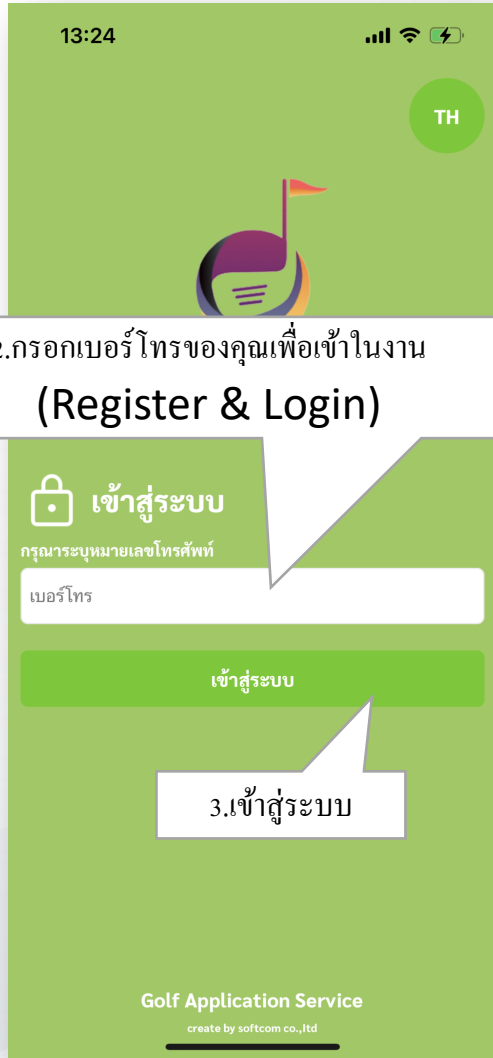 13:24
TH
2.กรอกเบอร์โทรของคุณเพื่อเข้าในงาน
(Register & Login)
เข้าสู่ระบบ
กรุณาระบุหมายเลขโทรศัพท์
เบอร์โทร
เข้าสู่ระบบ
3.เข้าสู่ระบบ
Golf Application Service
create by softcom co.,ltd